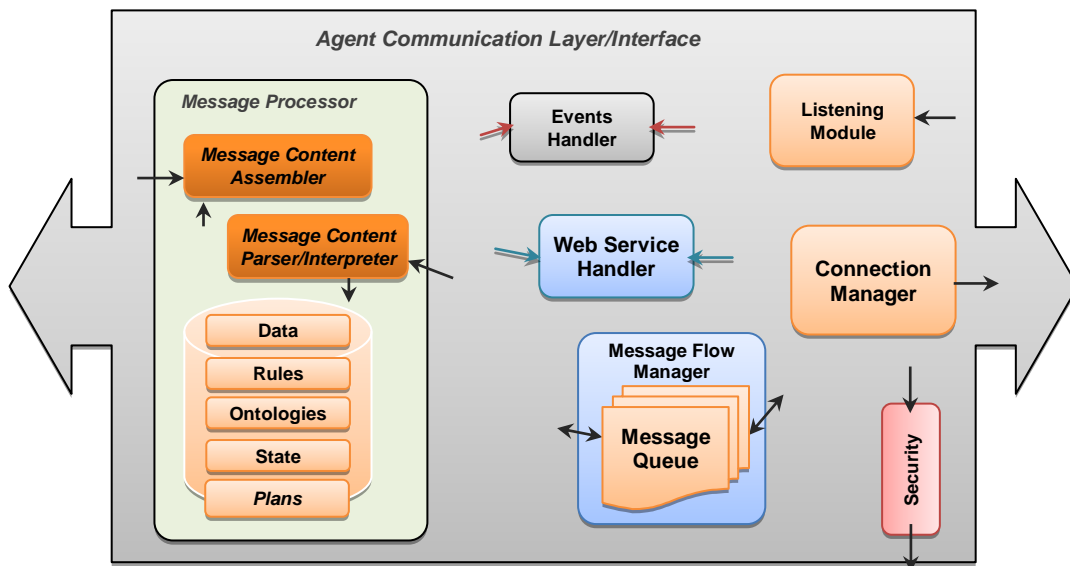 Agent Communication Layer/Interface
Message Processor
Message Content
Assembler
Message Content
Parser/Interpreter
Data
Rules
Ontologies
State
Plans
Events
Handler
Web Service
Handler
Message Flow
Manager
Message
Queue
Listening
Module
Connection
Manager
Security